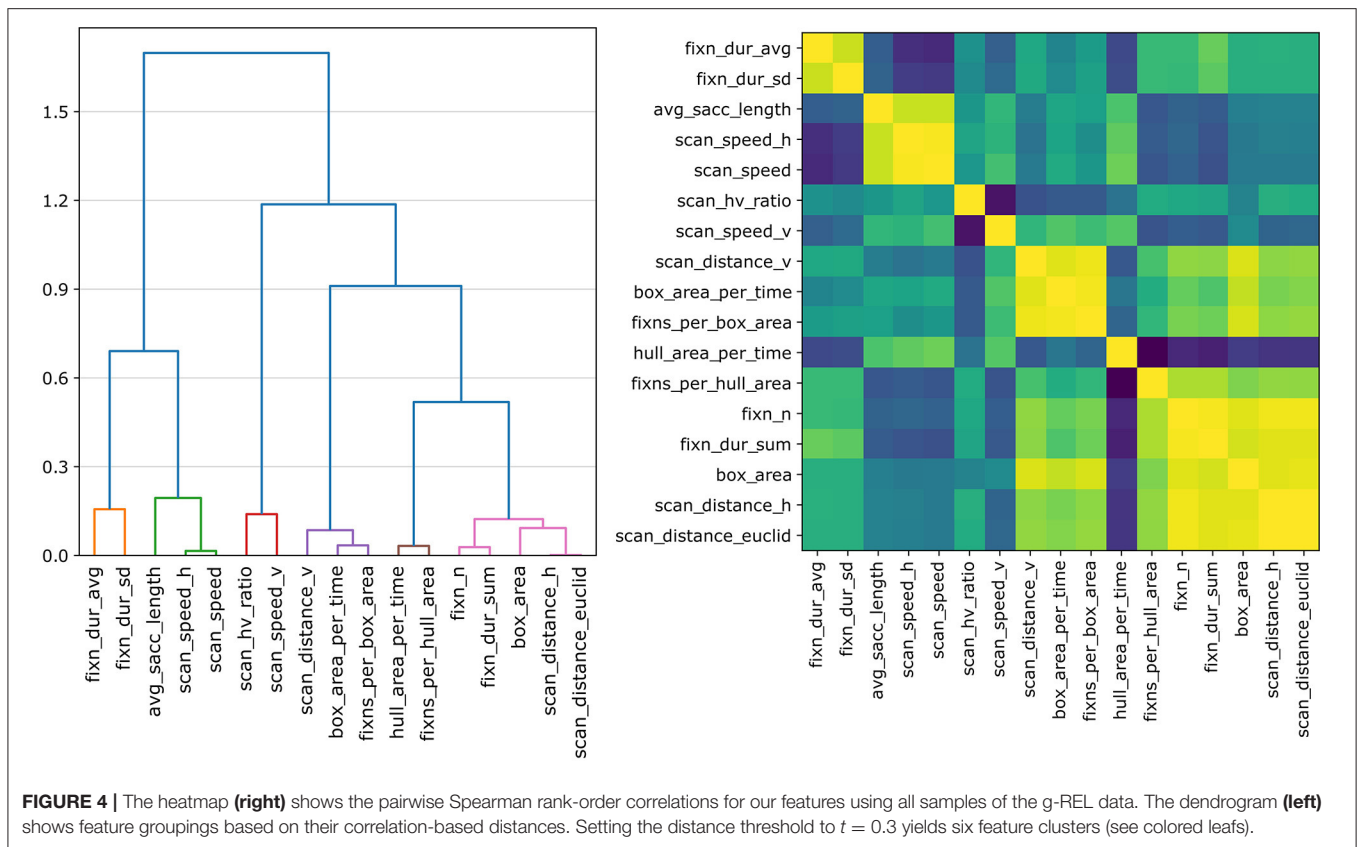 1.5
1.2
0.9
0.6
0.3
0.0
fixn_dur_avg
fixn_dur_sd
avg_sacc_length
scan_speed_h
scan_speed
scan_hv_ratio
scan_speed_v
scan_distance_v
box_area_per_time
fixns_per_box_area
hull_area_per_time
fixns_per_hull_area
fixn_n
fixn_dur_sum
box_area
scan_distance_h
scan_distance_euclid
fixn_dur_avg
fixn_dur_sd
avg_sacc_length
scan_speed_h
scan_speed
scan_hv_ratio
scan_speed_v
scan_distance_v
box_area_per_time
fixns_per_box_area
hull_area_per_time
fixns_per_hull_area
fixn_n
fixn_dur_sum
box_area
scan_distance_h
scan_distance_euclid
fixn_dur_avg
fixn_dur_sd
avg_sacc_length
scan_speed_h
scan_speed
scan_hv_ratio
scan_speed_v
scan_distance_v
box_area_per_time
fixns_per_box_area
hull_area_per_time
fixns_per_hull_area
fixn_n
fixn_dur_sum
box_area
scan_distance_h
scan_distance_euclid
FIGURE 4 | The heatmap (right) shows the pairwise Spearman rank-order correlations for our features using all samples of the g-REL data. The dendrogram (left)
shows feature groupings based on their correlation-based distances. Setting the distance threshold to t = 0.3 yields six feature clusters (see colored leafs).